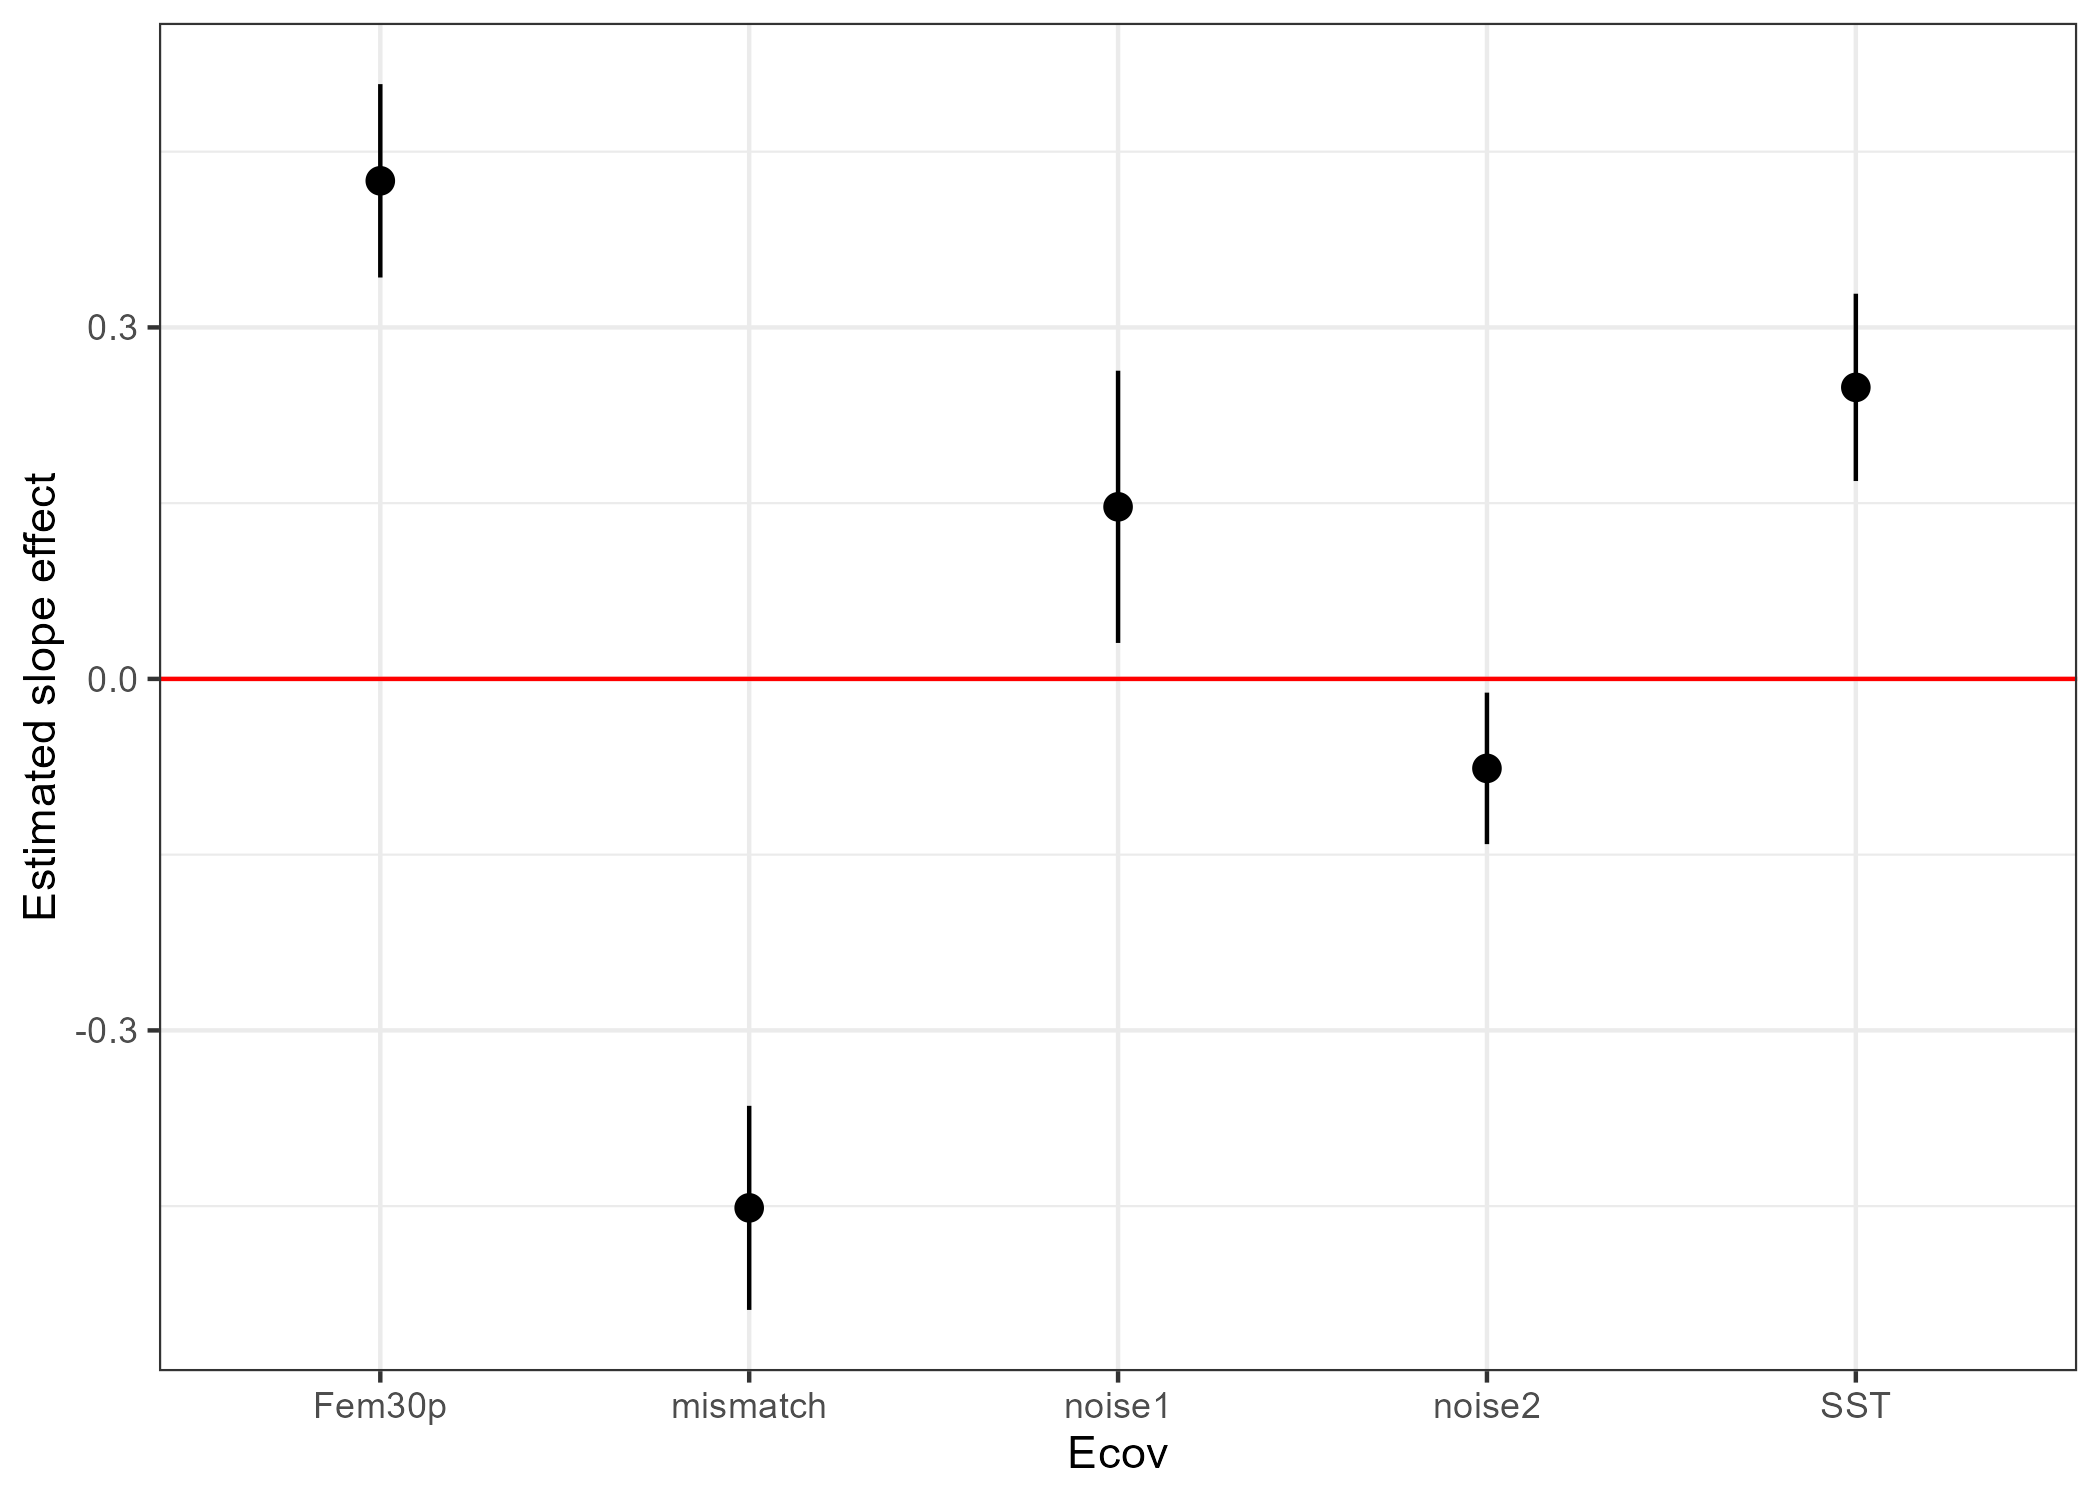 Estimated slope effect
0.3
0.0
-0.3
Fem30p mismatch noise1 noise2 SST
Ecov